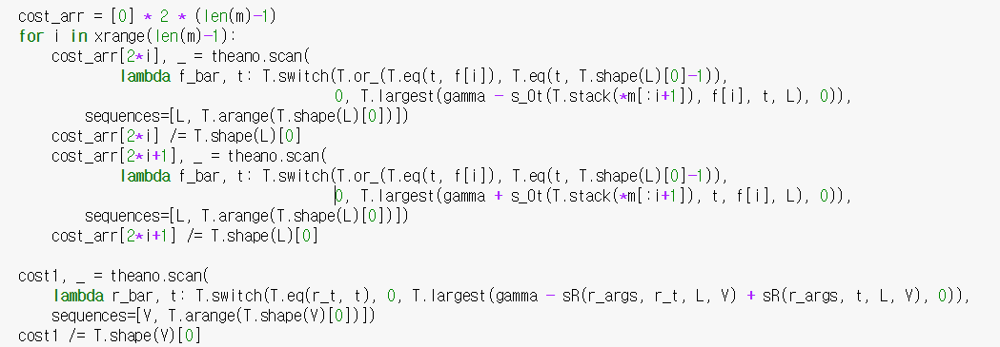 cost_arr = [0] * 2 * (len(m)-1)
for i in xrange(len(m)-1):
    cost_arr[2*i], _ = theano.scan(
            lambda f_bar, t: T.switch(T.or_(T.eq(t, f[i]), T.eq(t, T.shape(L)[0]-1)),
                                      0, T.largest(gamma - s_Ot(T.stack(*m[:i+1]), f[i], t, L), 0)),
        sequences=[L, T.arange(T.shape(L)[0])])
    cost_arr[2*i] /= T.shape(L)[0]
    cost_arr[2*i+1], _ = theano.scan(
            lambda f_bar, t: T.switch(T.or_(T.eq(t, f[i]), T.eq(t, T.shape(L)[0]-1)),
                                      0, T.largest(gamma + s_Ot(T.stack(*m[:i+1]), t, f[i], L), 0)),
        sequences=[L, T.arange(T.shape(L)[0])])
    cost_arr[2*i+1] /= T.shape(L)[0]

cost1, _ = theano.scan(
    lambda r_bar, t: T.switch(T.eq(r_t, t), 0, T.largest(gamma - sR(r_args, r_t, L, V) + sR(r_args, t, L, V), 0)),
    sequences=[V, T.arange(T.shape(V)[0])])
cost1 /= T.shape(V)[0]